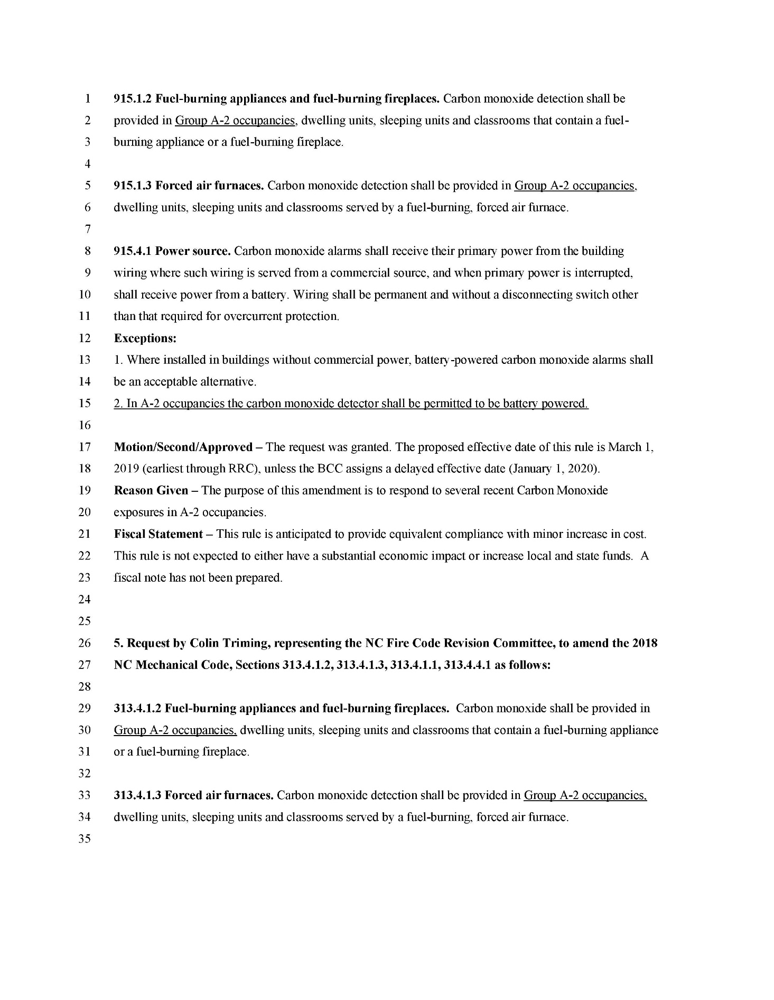 1 915.1.2 Fuel-burning appliances and fuel-burning fireplaces. Carbon monoxide detection shall be
2 provided in Group A-2 occupancies, dwelling units, sleeping units and classrooms that contain a fuel-
3 burning appliance or a fuel-burning fireplace.
4
5 915.1.3 Forced air furnaces. Carbon monoxide detection shall be provided in Group A-2 occupancies,
6 dwelling units, sleeping units and classrooms served by a fuel-burning, forced air furnace.
7
8 915.4.1 Power source. Carbon monoxide alarms shall receive their primary power from the building
9 wiring where such wiring is served from a commercial source, and when primary power is interrupted,
10 shall receive power from a battery. Wiring shall be permanent and without a disconnecting switch other
11 than that required for overcurrent protection.
12 Exceptions:
13 1. Where installed in buildings without commercial power, battery-powered carbon monoxide alarms shall
14 be an acceptable alternative.
15 2. In A-2 occupancies the carbon monoxide detector shall be permitted to be battery powered.
16
17 Motion/Second/Approved – The request was granted. The proposed effective date of this rule is March 1,
18 2019 (earliest through RRC), unless the BCC assigns a delayed effective date (January 1, 2020).
19 Reason Given – The purpose of this amendment is to respond to several recent Carbon Monoxide
20 exposures in A-2 occupancies.
21 Fiscal Statement – This rule is anticipated to provide equivalent compliance with minor increase in cost.
22 This rule is not expected to either have a substantial economic impact or increase local and state funds.  A
23 fiscal note has not been prepared.
24
25
26 5. Request by Colin Triming, representing the NC Fire Code Revision Committee, to amend the 2018
27 NC Mechanical Code, Sections 313.4.1.2, 313.4.1.3, 313.4.1.1, 313.4.4.1 as follows:
28
29 313.4.1.2 Fuel-burning appliances and fuel-burning fireplaces.  Carbon monoxide shall be provided in
30 Group A-2 occupancies, dwelling units, sleeping units and classrooms that contain a fuel-burning appliance
31 or a fuel-burning fireplace.
32
33 313.4.1.3 Forced air furnaces. Carbon monoxide detection shall be provided in Group A-2 occupancies,
34 dwelling units, sleeping units and classrooms served by a fuel-burning, forced air furnace.
35